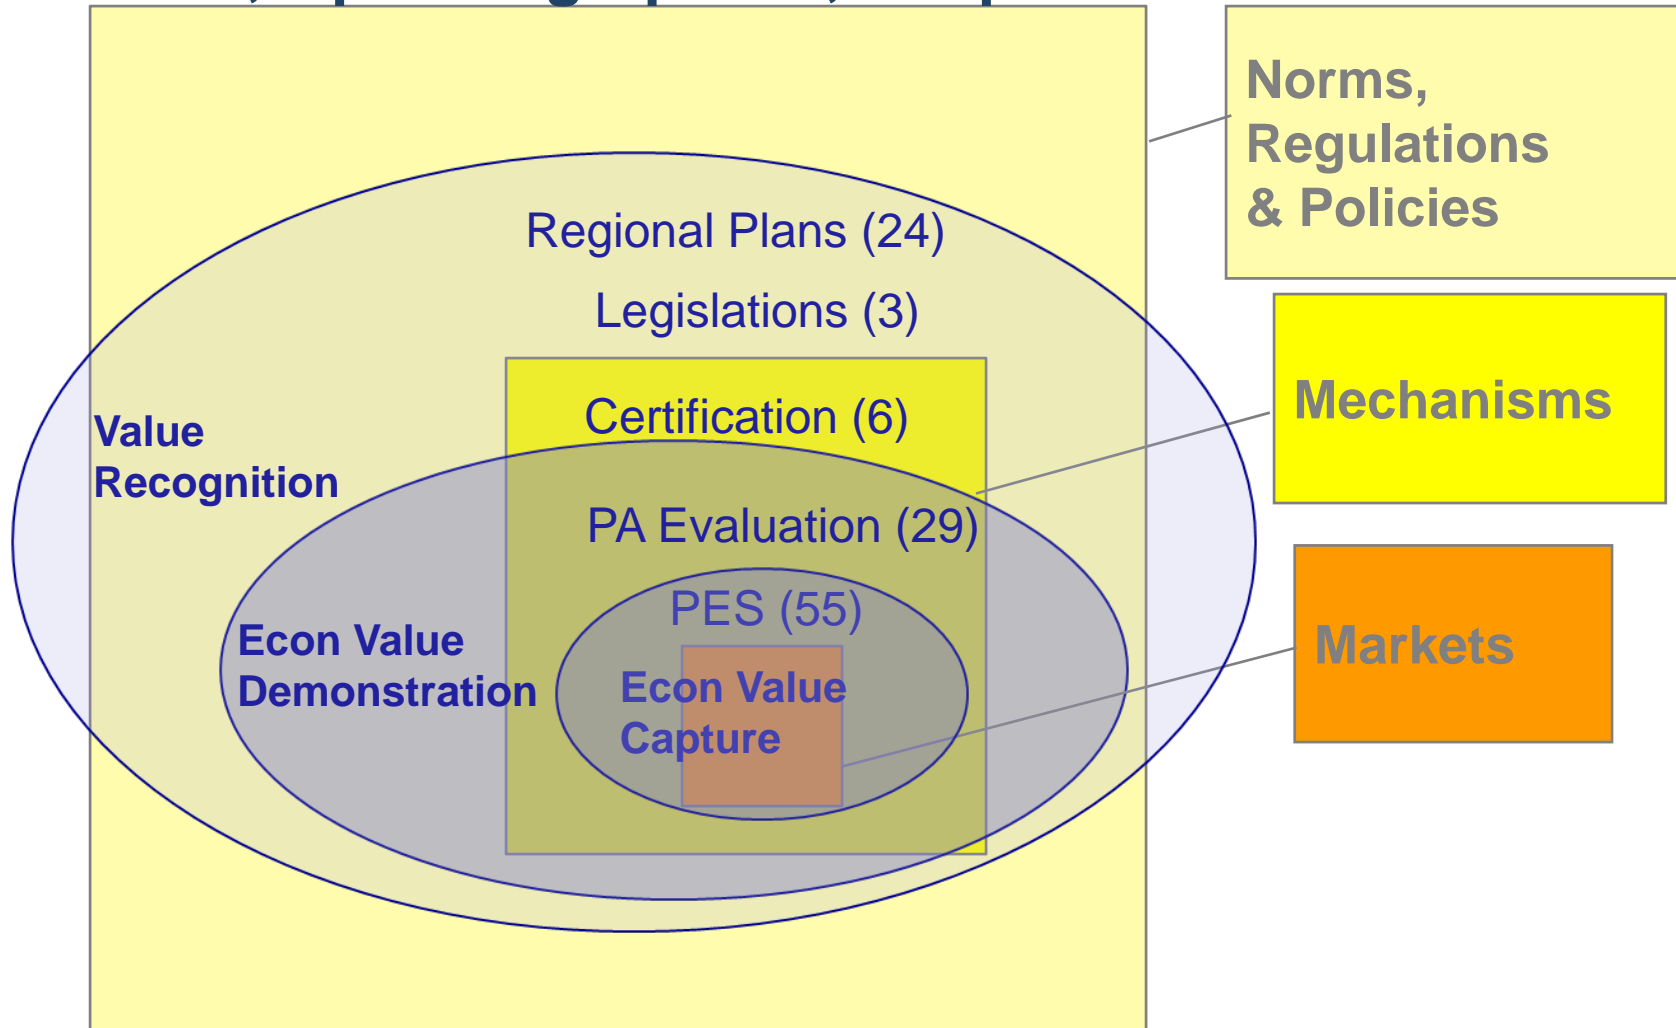 Norms,
Regulations
& Policies
Regional Plans (24)
Legislations (3)
Mechanisms
Certification (6)
Value
Recognition
PA Evaluation (29)
PES (55)
Econ Value
Demonstration
Markets
Econ Value
Capture